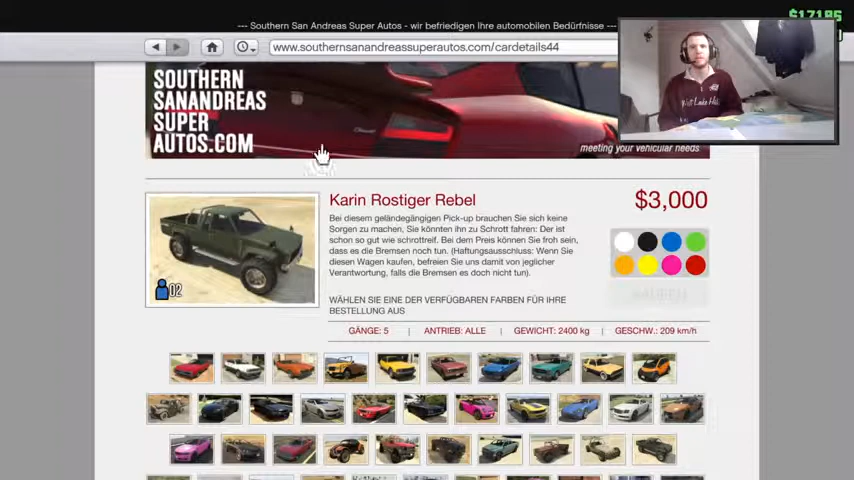 $17186
--- Southern San Andreas Super Autos - wir befriedigen Ihre automobilen Bedürfnisse ---
www.southernsanandreassuperautos.com/cardetails44
SOUTHERN
SANANDREAS
SUPER
AUTOS.COM
meeting your vehicular needs
Karin Rostiger Rebel
$3,000
Bei diesem geländegängigen Pick-up brauchen Sie sich keine
Sorgen zu machen, Sie könnten ihn zu Schrott fahren: Der ist
schon so gut wie schrottreif. Bei dem Preis können Sie froh sein,
dass es die Bremsen noch tun. (Haftungsausschluss: Wenn Sie
diesen Wagen kaufen, befreien Sie uns damit von jeglicher
Verantwortung, falls die Bremsen es doch nicht tun).
02
WÄHLEN SIE EINE DER VERFÜGBAREN FARBEN FÜR IHRE
BESTELLUNG AUS
GÄNGE: 5 | ANTRIEB: ALLE | GEWICHT: 2400 kg | GESCHW.: 209 km/h